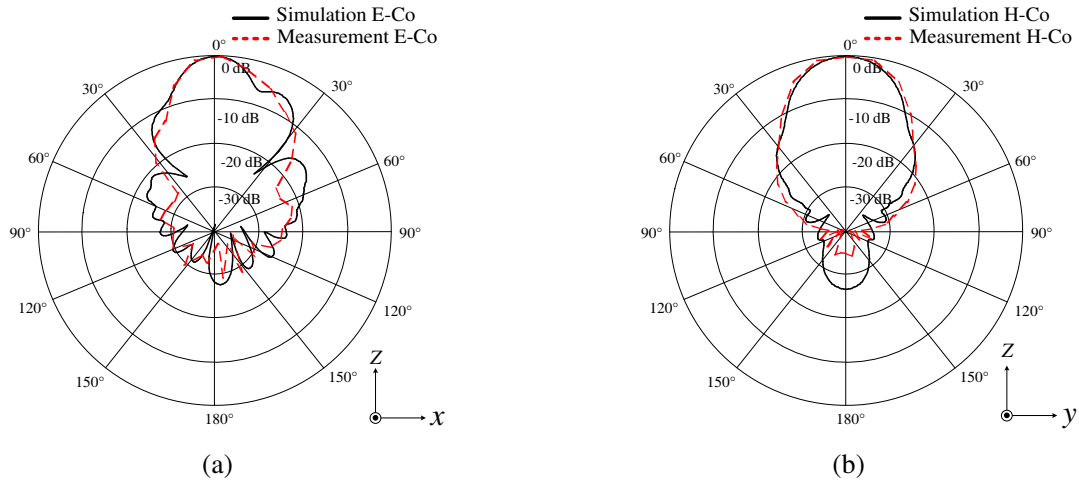 Simulation E-Co
Measurement E-Co
0°
0 dB
30°
30°
-10 dB
60°
60°
-20 dB
-30 dB
90°
90°
120°
120°
150°
150°
180°
Z
x
(a)
Simulation H-Co
Measurement H-Co
0°
0 dB
30°
30°
-10 dB
60°
60°
-20 dB
-30 dB
90°
90°
120°
120°
150°
150°
180°
Z
y
(b)